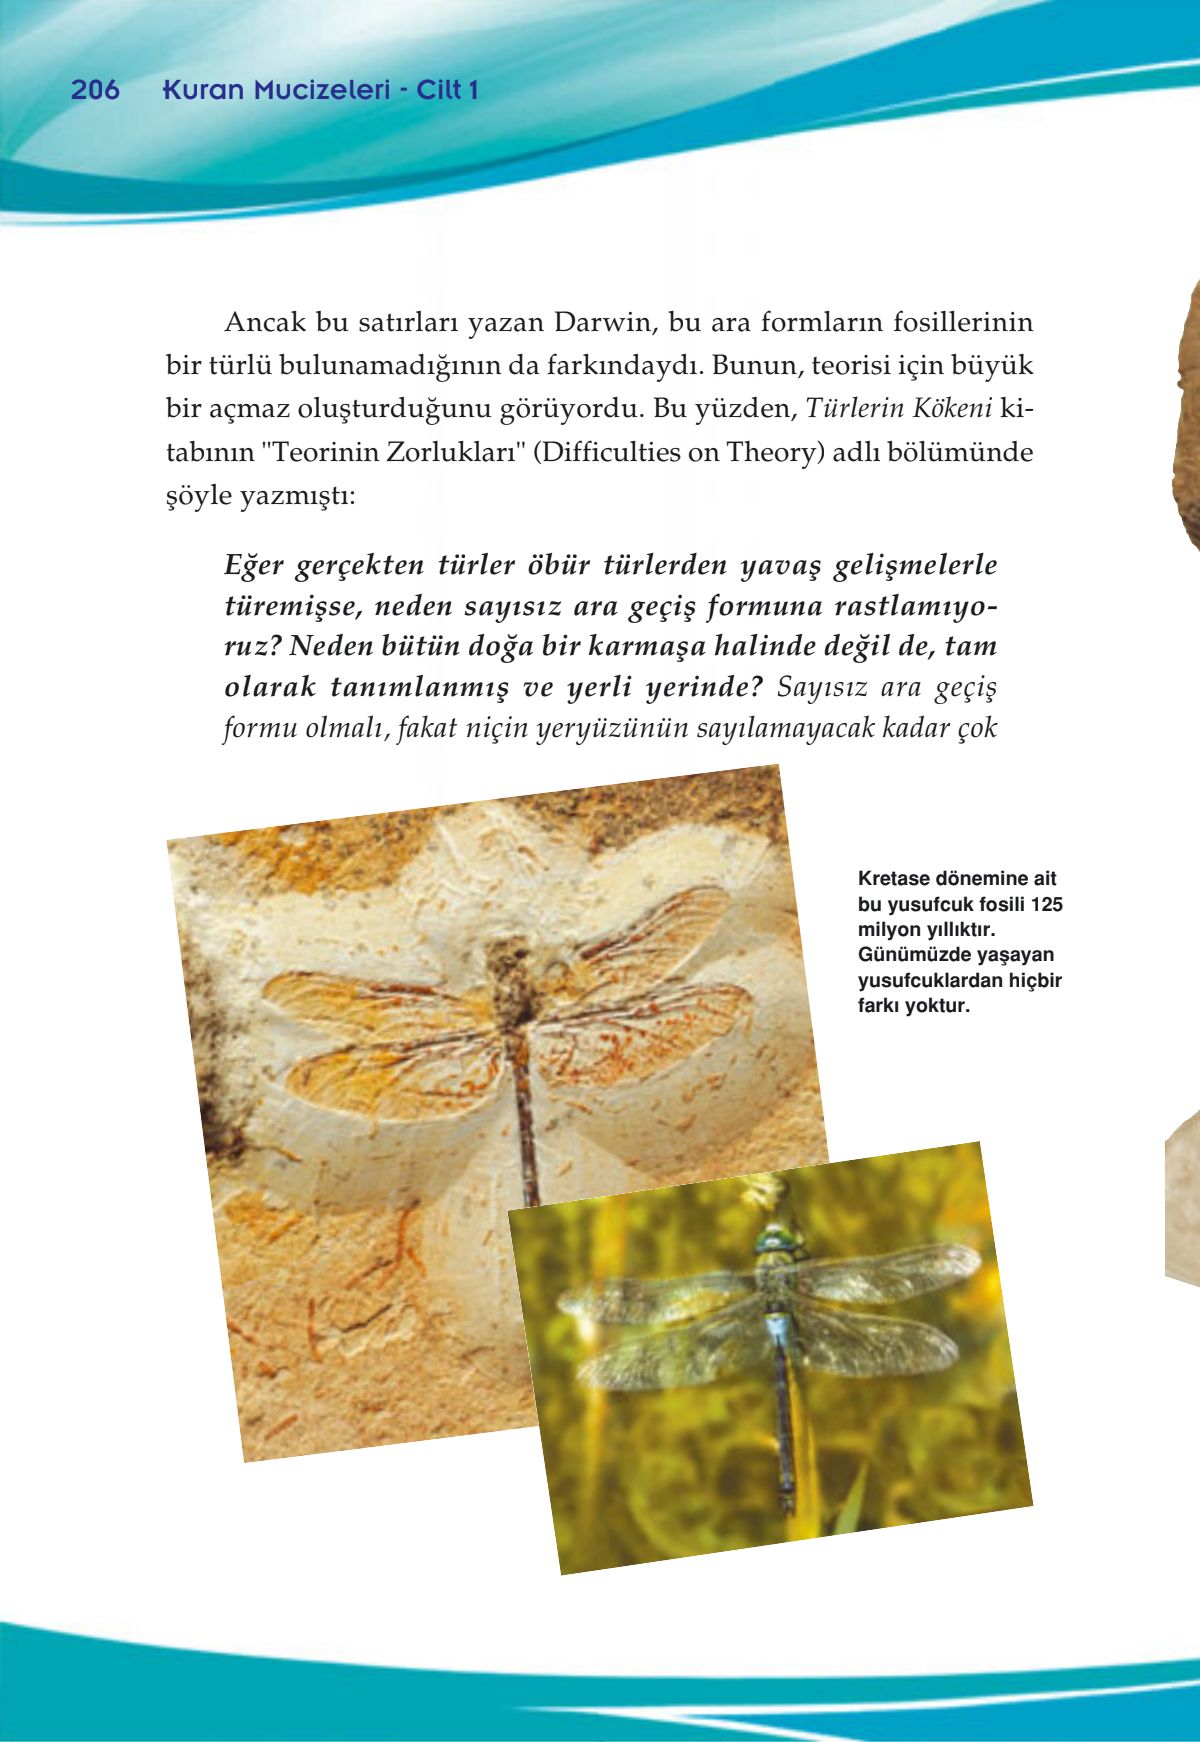 206 Kuran Mucizeleri - Cilt 1
Ancak bu satırları yazan Darwin, bu ara formların fosillerinin
bir türlü bulunamadığının da farkındaydı. Bunun, teorisi için büyük
bir açmaz oluşturduğunu görüyordu. Bu yüzden, Türlerin Kökeni ki-
tabının "Teorinin Zorlukları" (Difficulties on Theory) adlı bölümünde
şöyle yazmıştı:
Eğer gerçekten türler öbür türlerden yavaş gelişmelerle
türemişse, neden sayısız ara geçiş formuna rastlamıyo-
ruz? Neden bütün doğa bir karmaşa halinde değil de, tam
olarak tanımlanmış ve yerli yerinde? Sayısız ara geçiş
formu olmalı, fakat niçin yeryüzünün sayılamayacak kadar çok
Kretase dönemine ait
bu yusufcuk fosili 125
milyon yıllıktır.
Günümüzde yaşayan
yusufcuklardan hiçbir
farkı yoktur.